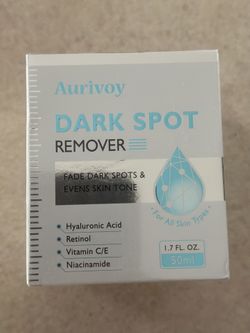 Aurivoy
DARK SPOT
REMOVER
FADE DARK SPOTS &
EVENS SKIN TONE
For All Skin Types
• Hyaluronic Acid
• Retinol
• Vitamin C/E
• Niacinamide
1.7 FL. OZ.
50ml